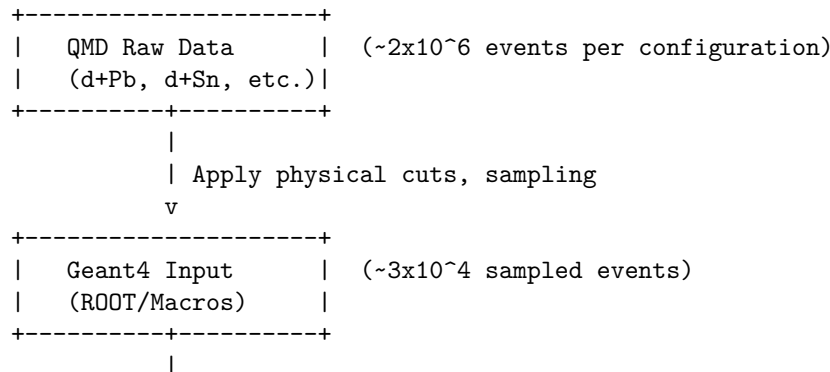 +---------------------+
|   QMD Raw Data      |  (~2x10^6 events per configuration)
|   (d+Pb, d+Sn, etc.)|
+----------+----------+
           |
           | Apply physical cuts, sampling
           v
+---------------------+
|   Geant4 Input      |  (~3x10^4 sampled events)
|   (ROOT/Macros)     |
+----------+----------+
           |